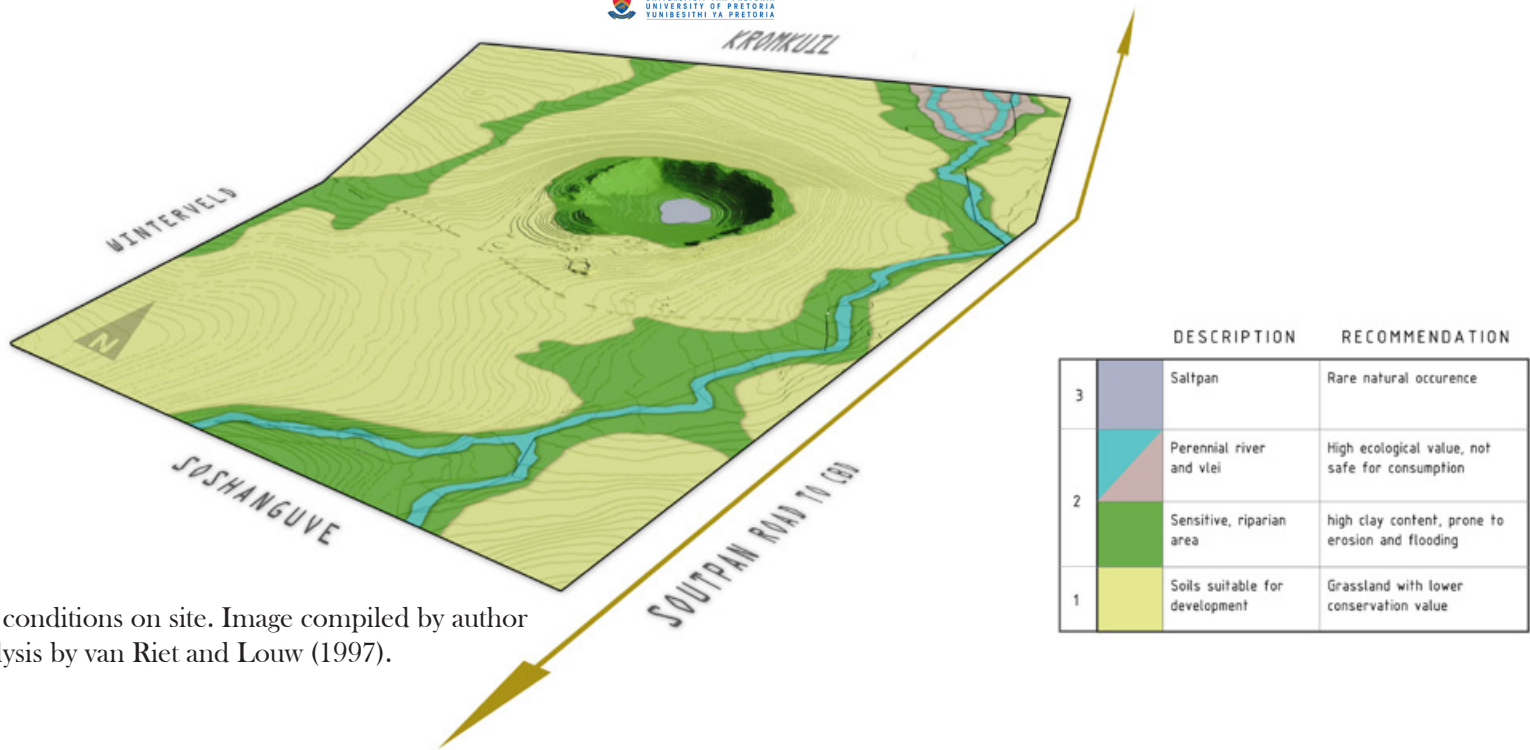 UNIVERSITY OF PRETORIA
YUNIBESITHI YA PRETORIA
KROMKUIL
WINTERVELD
N
SOSHANGUVE
SOUTPAN ROAD TO CBD
DESCRIPTION RECOMMENDATION
3
Saltpan
Rare natural occurence
2
Perennial river
and vlei
High ecological value, not
safe for consumption
Sensitive, riparian
area
high clay content, prone to
erosion and flooding
1
Soils suitable for
development
Grassland with lower
conservation value
conditions on site. Image compiled by author
lysis by van Riet and Louw (1997).